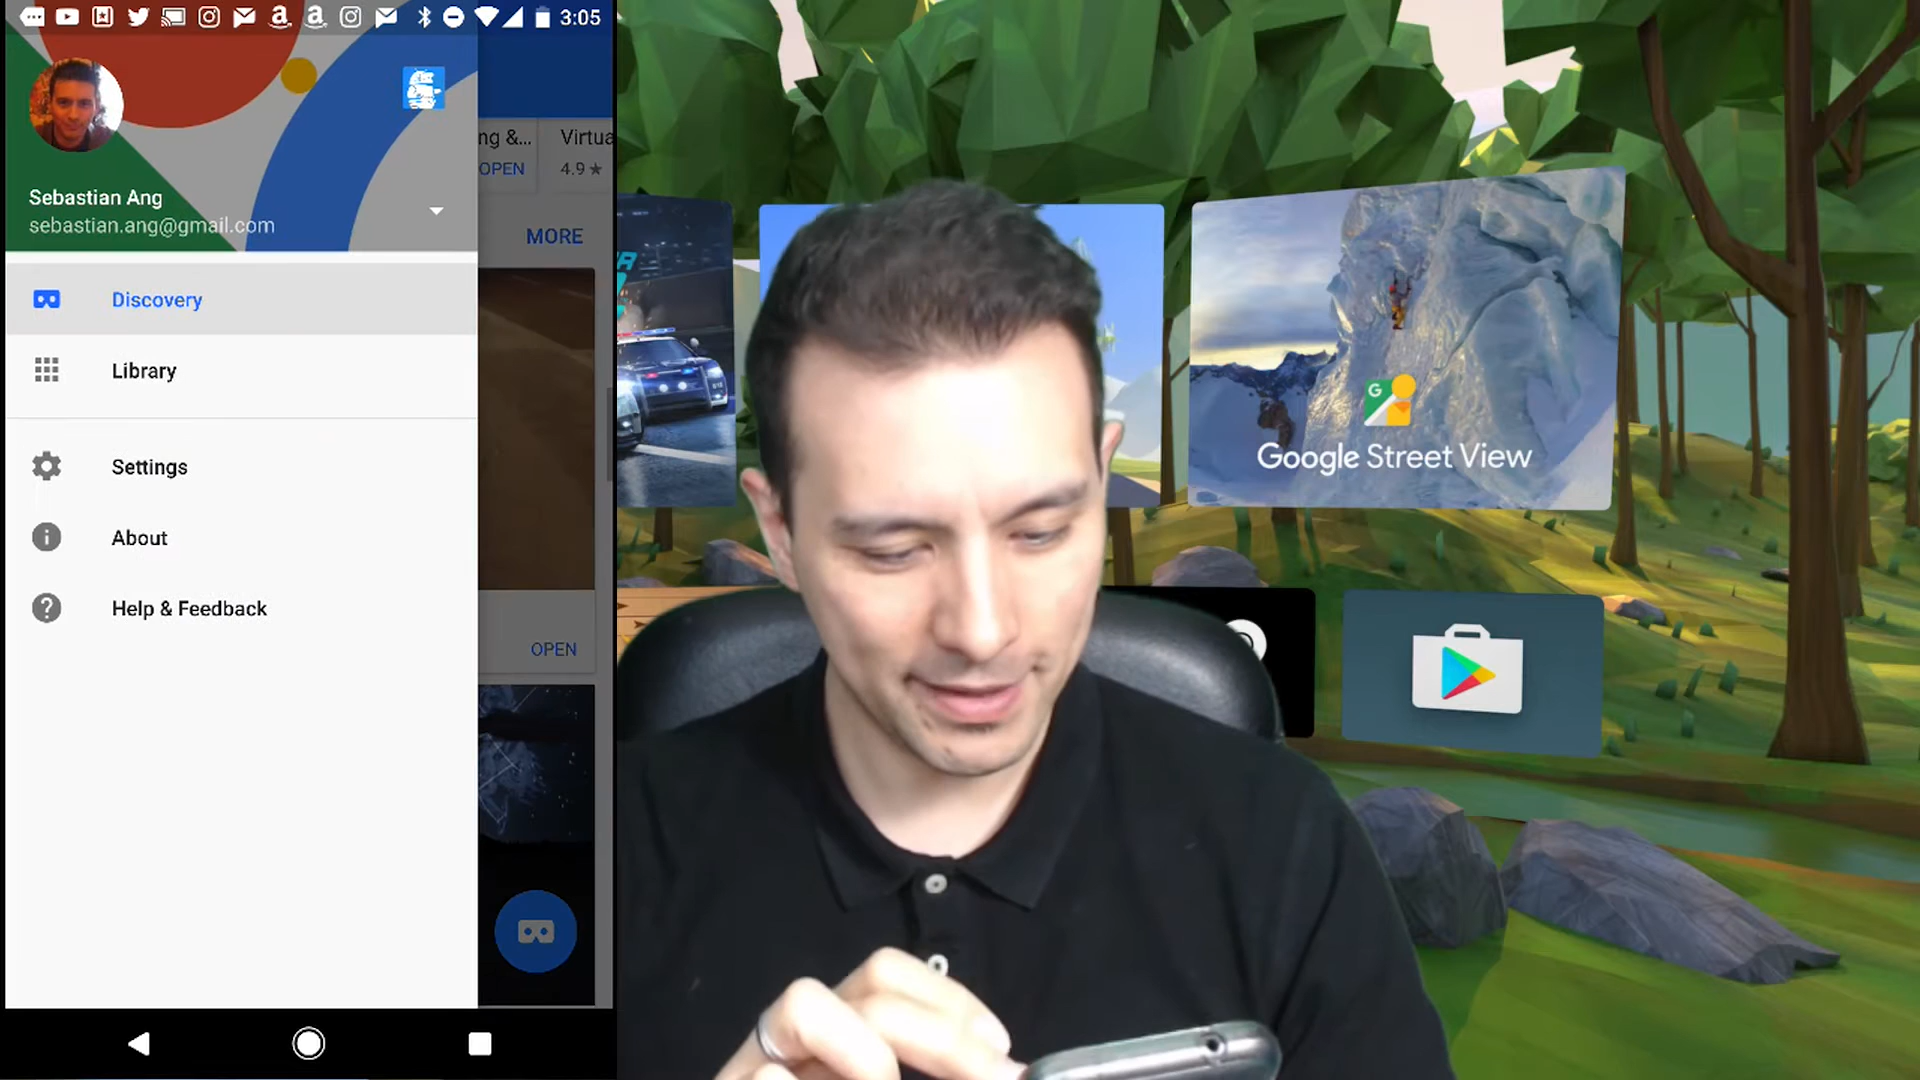 3:05
Sebastian Ang
sebastian.ang@gmail.com
Discovery
Library
Settings
About
Help & Feedback
ng &...
OPEN
Virtua
4.9 ★
MORE
OPEN
G
Google Street View